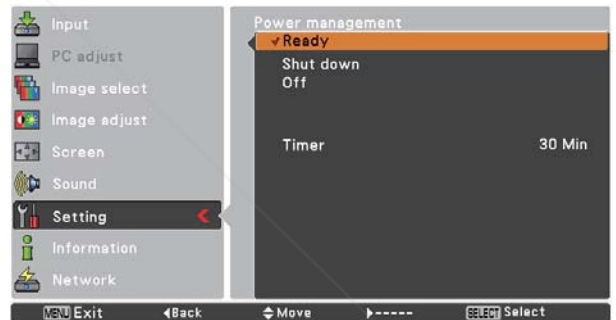 Input
PC adjust
Image select
Image adjust
Screen
Sound
Setting
Information
Network
Power management
Ready
Shut down
Off
Timer 30 Min
MENU Exit Back Move ----- SELECT Select